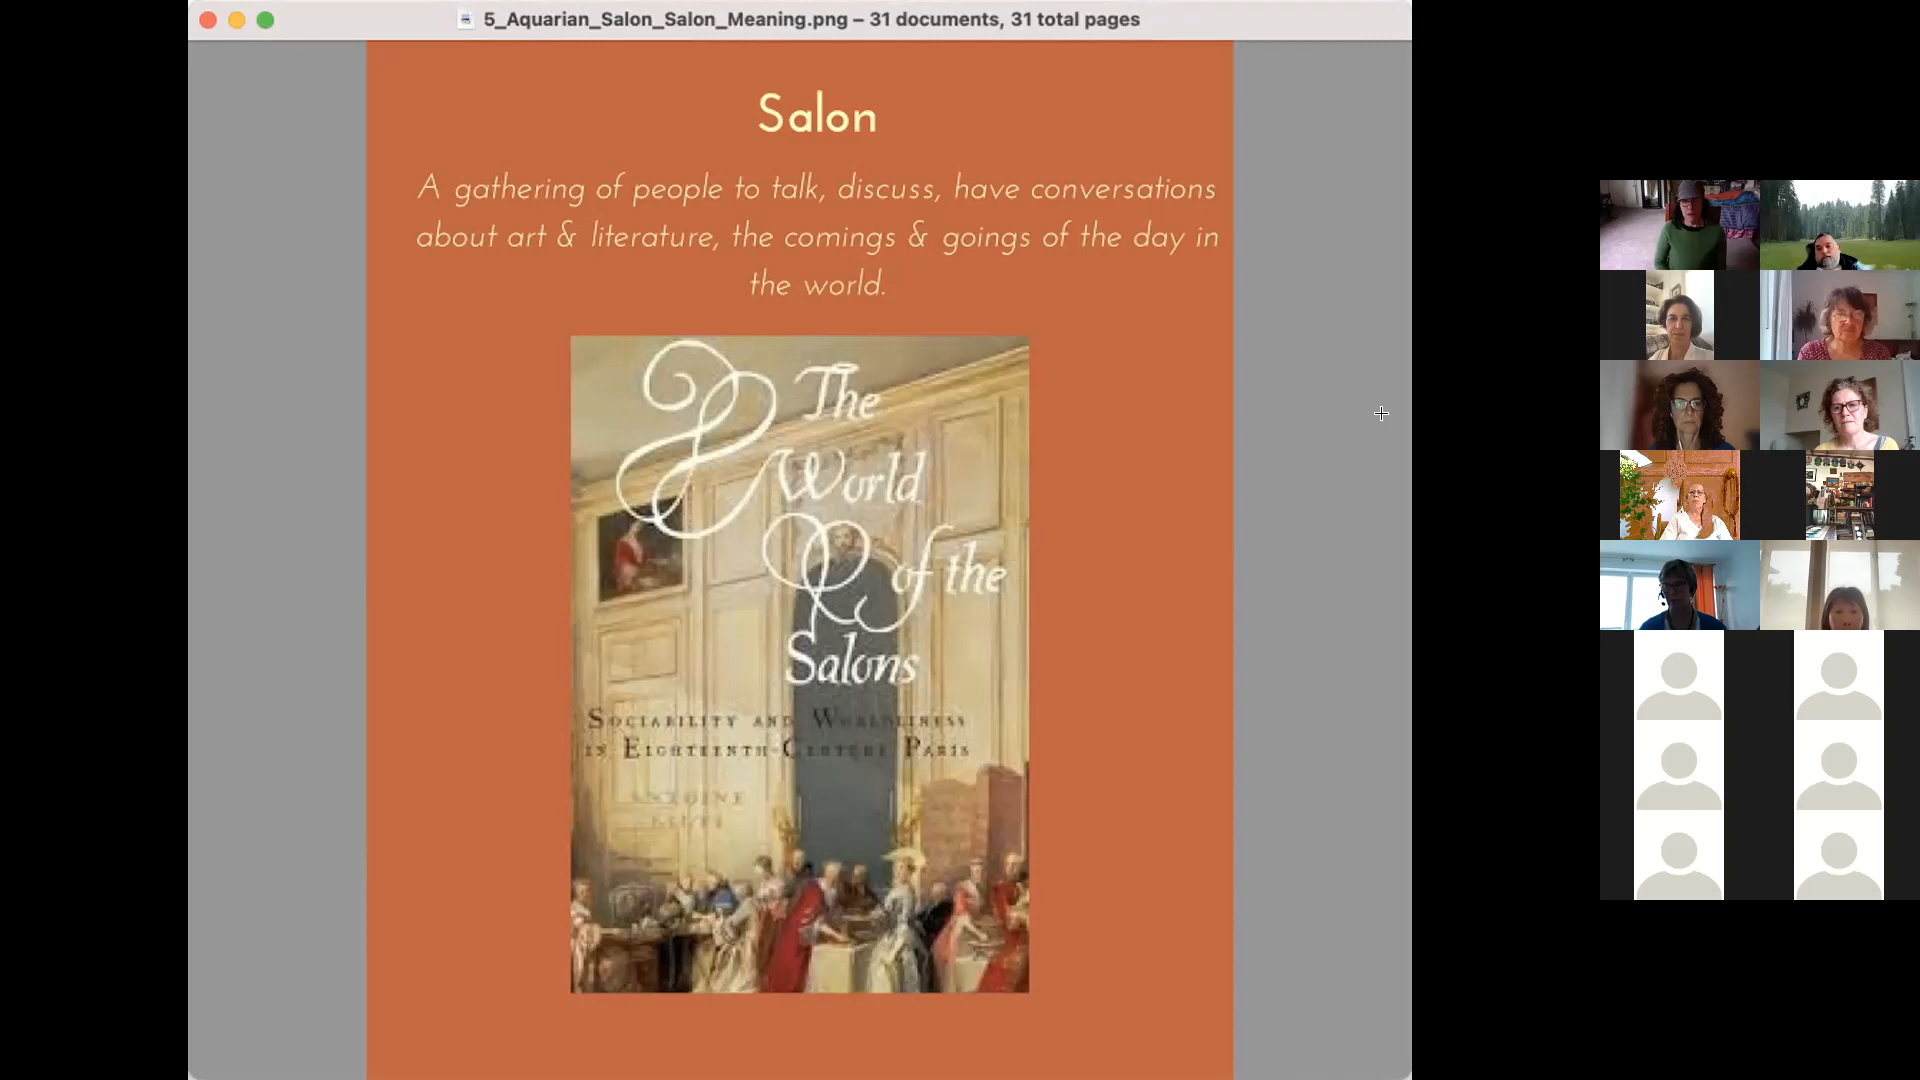 5_Aquarian_Salon_Salon_Meaning.png – 31 documents, 31 total pages
Salon
A gathering of people to talk, discuss, have conversations
about art & literature, the comings & goings of the day in
the world.
The
World
of the
Salons
Sociability and Worldliness
in Eighteenth-Century Paris
Antoine
Lilti